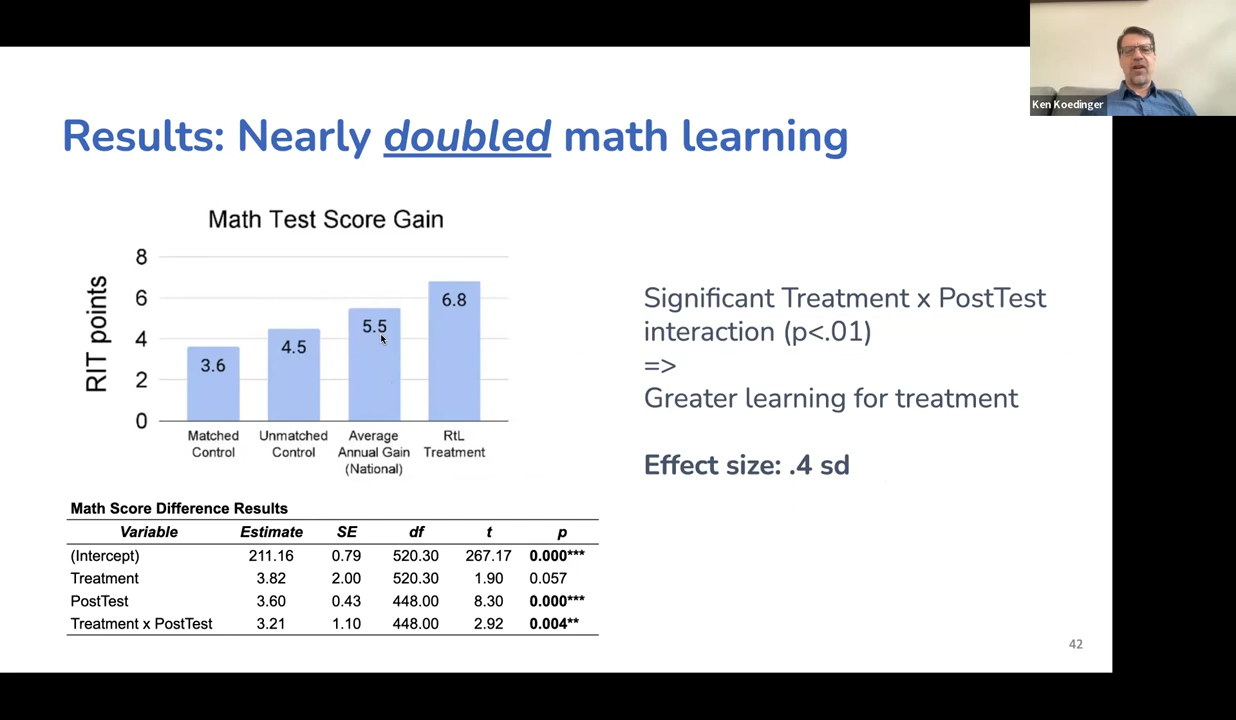 Ken Koedinger
Results: Nearly doubled math learning
Math Test Score Gain
RIT points
8
6
4
2
0
3.6
4.5
5.5
6.8
Matched
Control
Unmatched
Control
Average
Annual Gain
(National)
RtL
Treatment
Significant Treatment x PostTest
interaction (p<.01)
=>
Greater learning for treatment
Effect size: .4 sd
Math Score Difference Results
Variable Estimate SE df t p
(Intercept) 211.16 0.79 520.30 267.17 0.000***
Treatment 3.82 2.00 520.30 1.90 0.057
PostTest 3.60 0.43 448.00 8.30 0.000***
Treatment x PostTest 3.21 1.10 448.00 2.92 0.004**
42